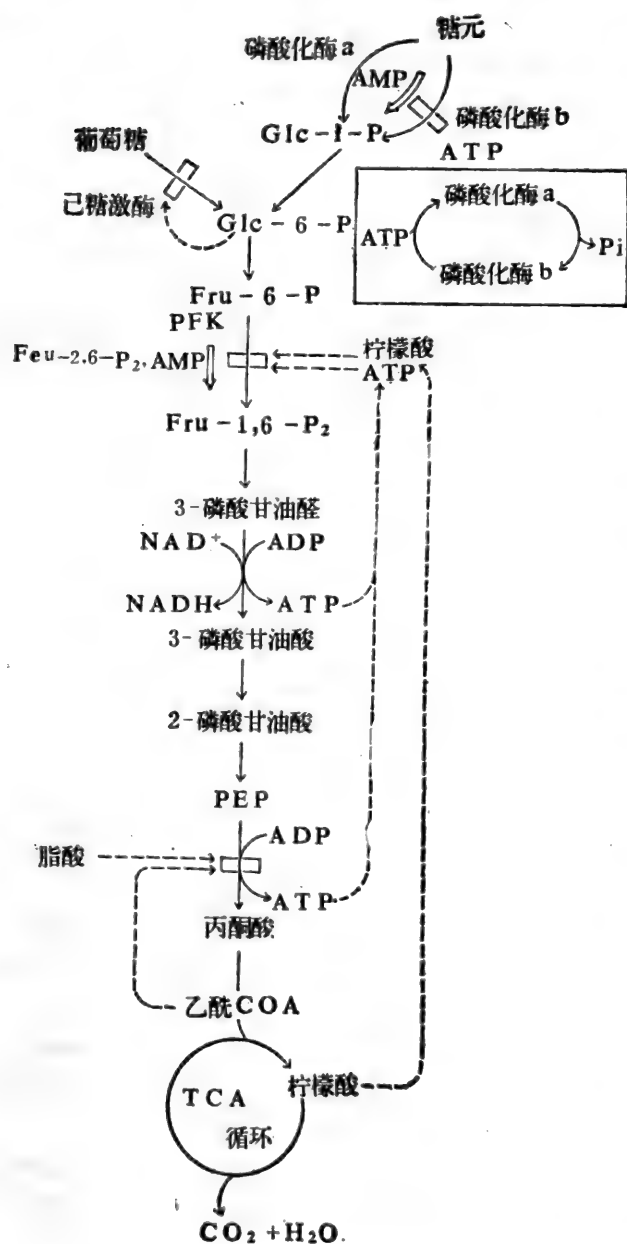 糖元
磷酸化酶a
AMP
Glc-1-P
磷酸化酶b
ATP
葡萄糖
己糖激酶
Glc-6-P
磷酸化酶a
ATP
Pi
磷酸化酶b
Fru-6-P
PFK
Feu-2,6-P₂,AMP
柠檬酸
ATP
Fru-1,6-P₂
3-磷酸甘油醛
NAD⁺ ADP
NADH ATP
3-磷酸甘油酸
2-磷酸甘油酸
PEP
ADP
脂酸
ATP
丙酮酸
乙酰COA
柠檬酸
TCA
循环
CO₂+H₂O.